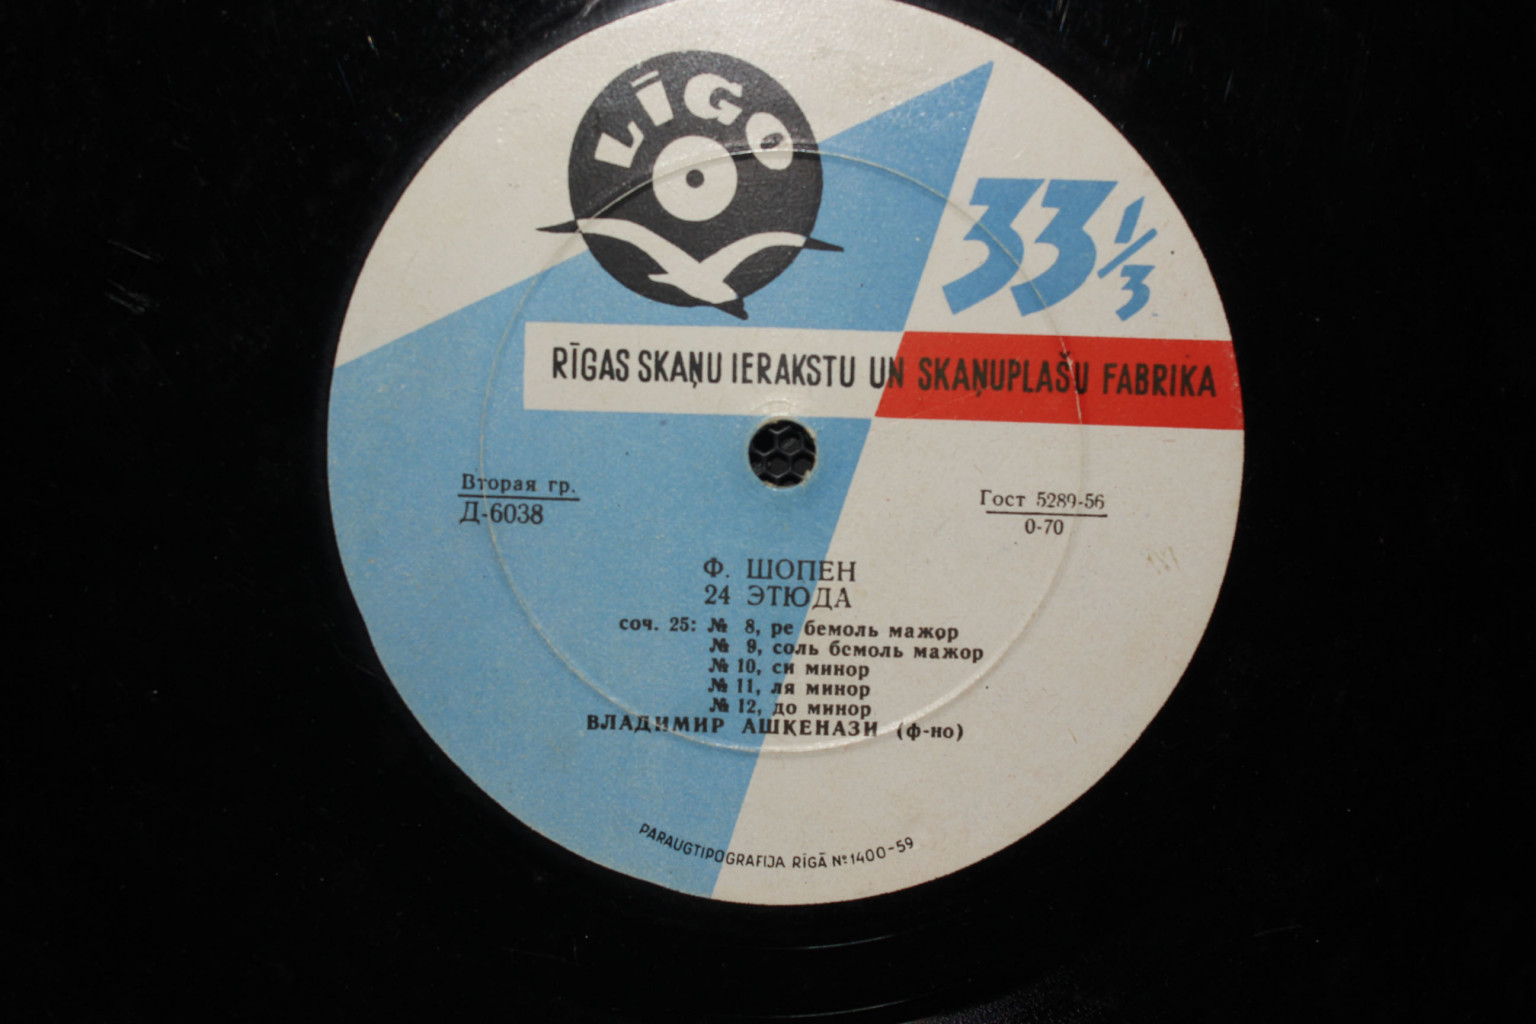 LĪGO
33 1/3
RĪGAS SKAŅU IERAKSTU UN SKAŅUPLAŠU FABRIKA
Вторая гр.
Д-6038
Гост 5289-56
0-70
Ф. ШОПЕН
24 ЭТЮДА
соч. 25: № 8, ре бемоль мажор
№ 9, соль бемоль мажор
№ 10, си минор
№ 11, ля минор
№ 12, до минор
ВЛАДИМИР АШКЕНАЗИ (ф-но)
PARAUGTIPOGRAFIJA RĪGĀ Nº 1400-59